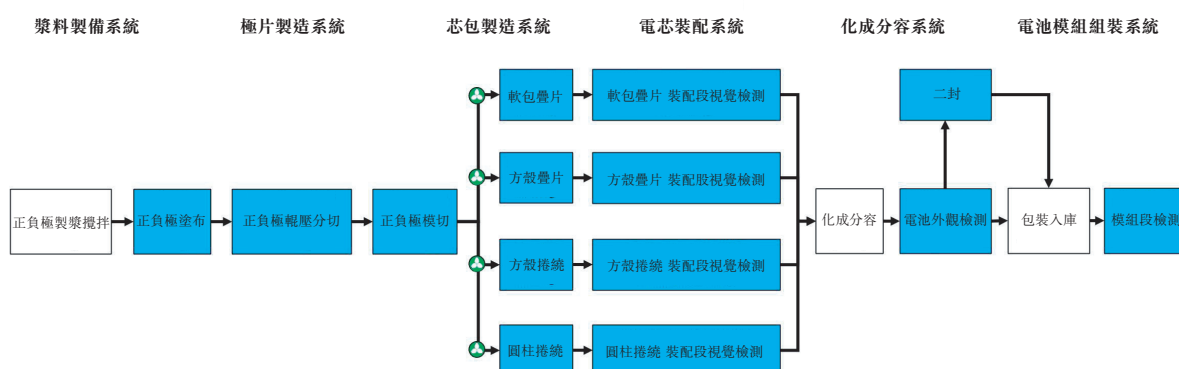 漿料製備系統
極片製造系統
芯包製造系統
電芯裝配系統
化成分容系統
電池模組組裝系統
正負極製漿攪拌
正負極塗布
正負極輥壓分切
正負極模切
軟包疊片
軟包疊片 裝配段視覺檢測
方殼疊片
方殼疊片 裝配股視覺檢測
方殼捲繞
方殼捲繞 裝配段視覺檢測
圓柱捲繞
圓柱捲繞 裝配段視覺檢測
化成分容
二封
電池外觀檢測
包裝入庫
模組段檢測